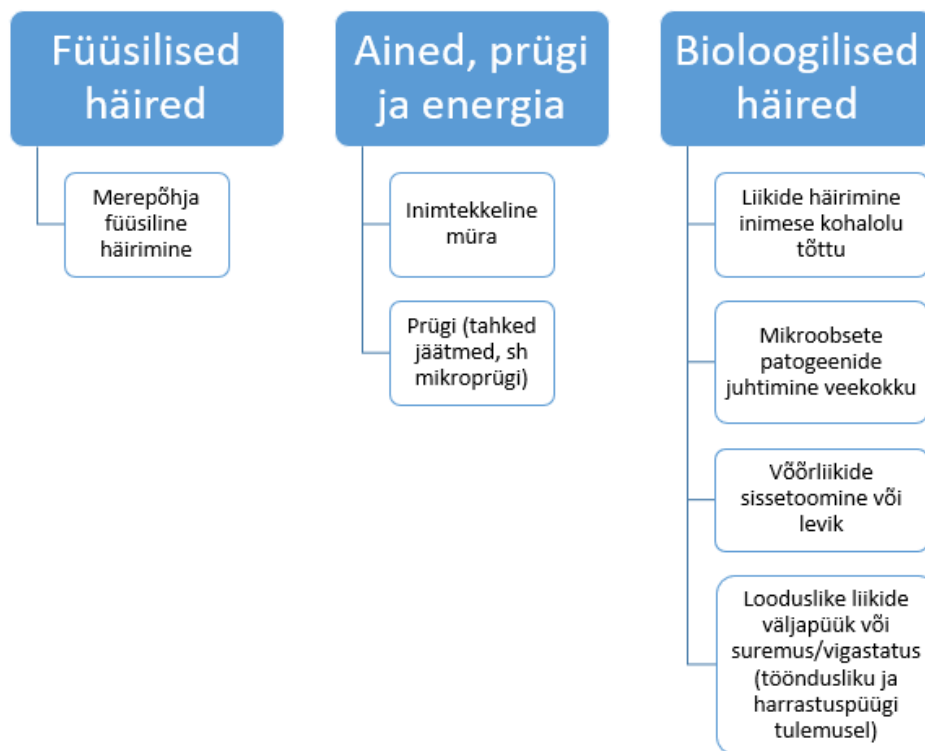 Füüsilised
häired
Merepõhja
füüsiline
häirimine
Ained, prügi
ja energia
Inimtekkeline
müra
Prügi (tahked
jäätmed, sh
mikroprügi)
Bioloogilised
häired
Liikide häirimine
inimese kohalolu
tõttu
Mikroobsete
patogeenide
juhtimine veekokku
Võõrliikide
sissetoomine või
levik
Looduslike liikide
väljapüük või
suremus/vigastatus
(tööndusliku ja
harrastuspüügi
tulemusel)